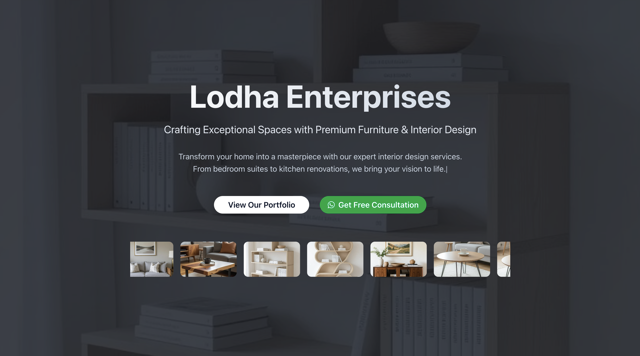 Lodha Enterprises
Crafting Exceptional Spaces with Premium Furniture & Interior Design
Transform your home into a masterpiece with our expert interior design services.
From bedroom suites to kitchen renovations, we bring your vision to life.|
View Our Portfolio
Get Free Consultation